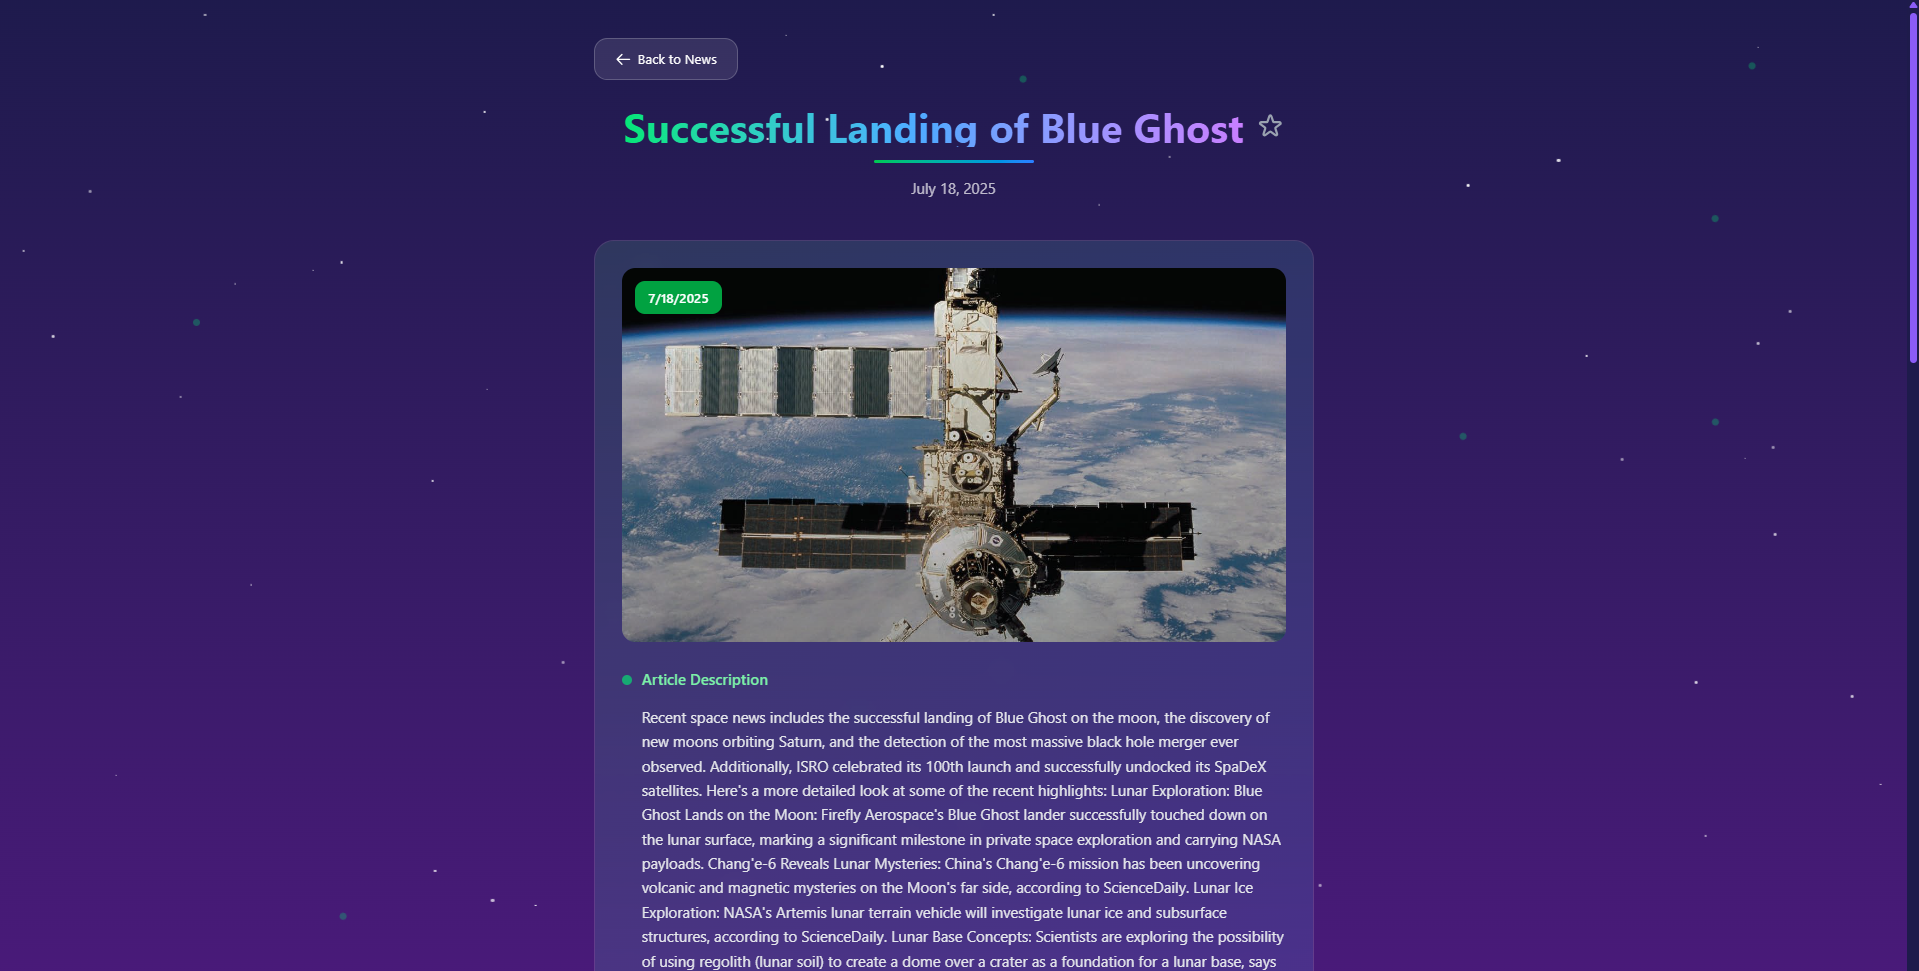 Back to News
Successful Landing of Blue Ghost
July 18, 2025
7/18/2025
Article Description
Recent space news includes the successful landing of Blue Ghost on the moon, the discovery of
new moons orbiting Saturn, and the detection of the most massive black hole merger ever
observed. Additionally, ISRO celebrated its 100th launch and successfully undocked its SpaDeX
satellites. Here's a more detailed look at some of the recent highlights: Lunar Exploration: Blue
Ghost Lands on the Moon: Firefly Aerospace's Blue Ghost lander successfully touched down on
the lunar surface, marking a significant milestone in private space exploration and carrying NASA
payloads. Chang'e-6 Reveals Lunar Mysteries: China's Chang'e-6 mission has been uncovering
volcanic and magnetic mysteries on the Moon's far side, according to ScienceDaily. Lunar Ice
Exploration: NASA's Artemis lunar terrain vehicle will investigate lunar ice and subsurface
structures, according to ScienceDaily. Lunar Base Concepts: Scientists are exploring the possibility
of using regolith (lunar soil) to create a dome over a crater as a foundation for a lunar base, says